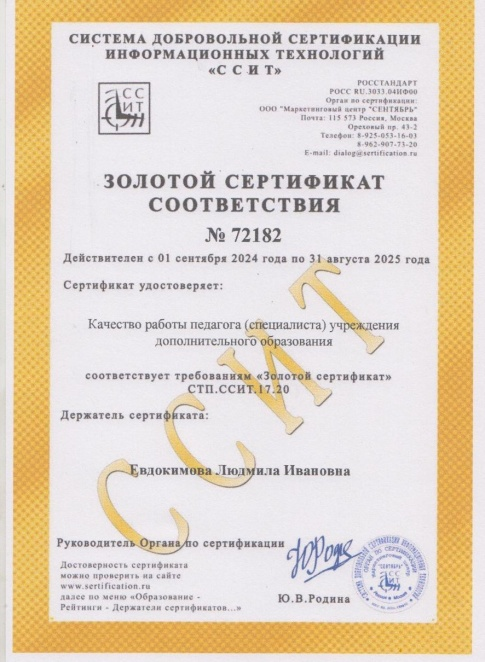 СИСТЕМА ДОБРОВОЛЬНОЙ СЕРТИФИКАЦИИ
ИНФОРМАЦИОННЫХ ТЕХНОЛОГИЙ
«С С И Т»
СС
ИТ
РОССТАНДАРТ
РОСС RU.3033.04ИФ00
Орган по сертификации:
ООО "Маркетинговый центр "СЕНТЯБРЬ"
Почта: 115 573 Россия, Москва
Ореховый пр. 43-2
Телефон: 8-925-053-16-03
8-962-907-73-20
E-mail: dialog@sertification.ru
ЗОЛОТОЙ СЕРТИФИКАТ
СООТВЕТСТВИЯ
№ 72182
Действителен с 01 сентября 2024 года по 31 августа 2025 года
Сертификат удостоверяет:
Качество работы педагога (специалиста) учреждения
дополнительного образования
соответствует требованиям «Золотой сертификат»
СТП.ССИТ.17.20
Держатель сертификата:
ССИТ
Евдокимова Людмила Ивановна
Руководитель Органа по сертификации
Достоверность сертификата
можно проверить на сайте
www.sertification.ru
далее по меню «Образование -
Рейтинги - Держатели сертификатов...»
Ю.В.Родина